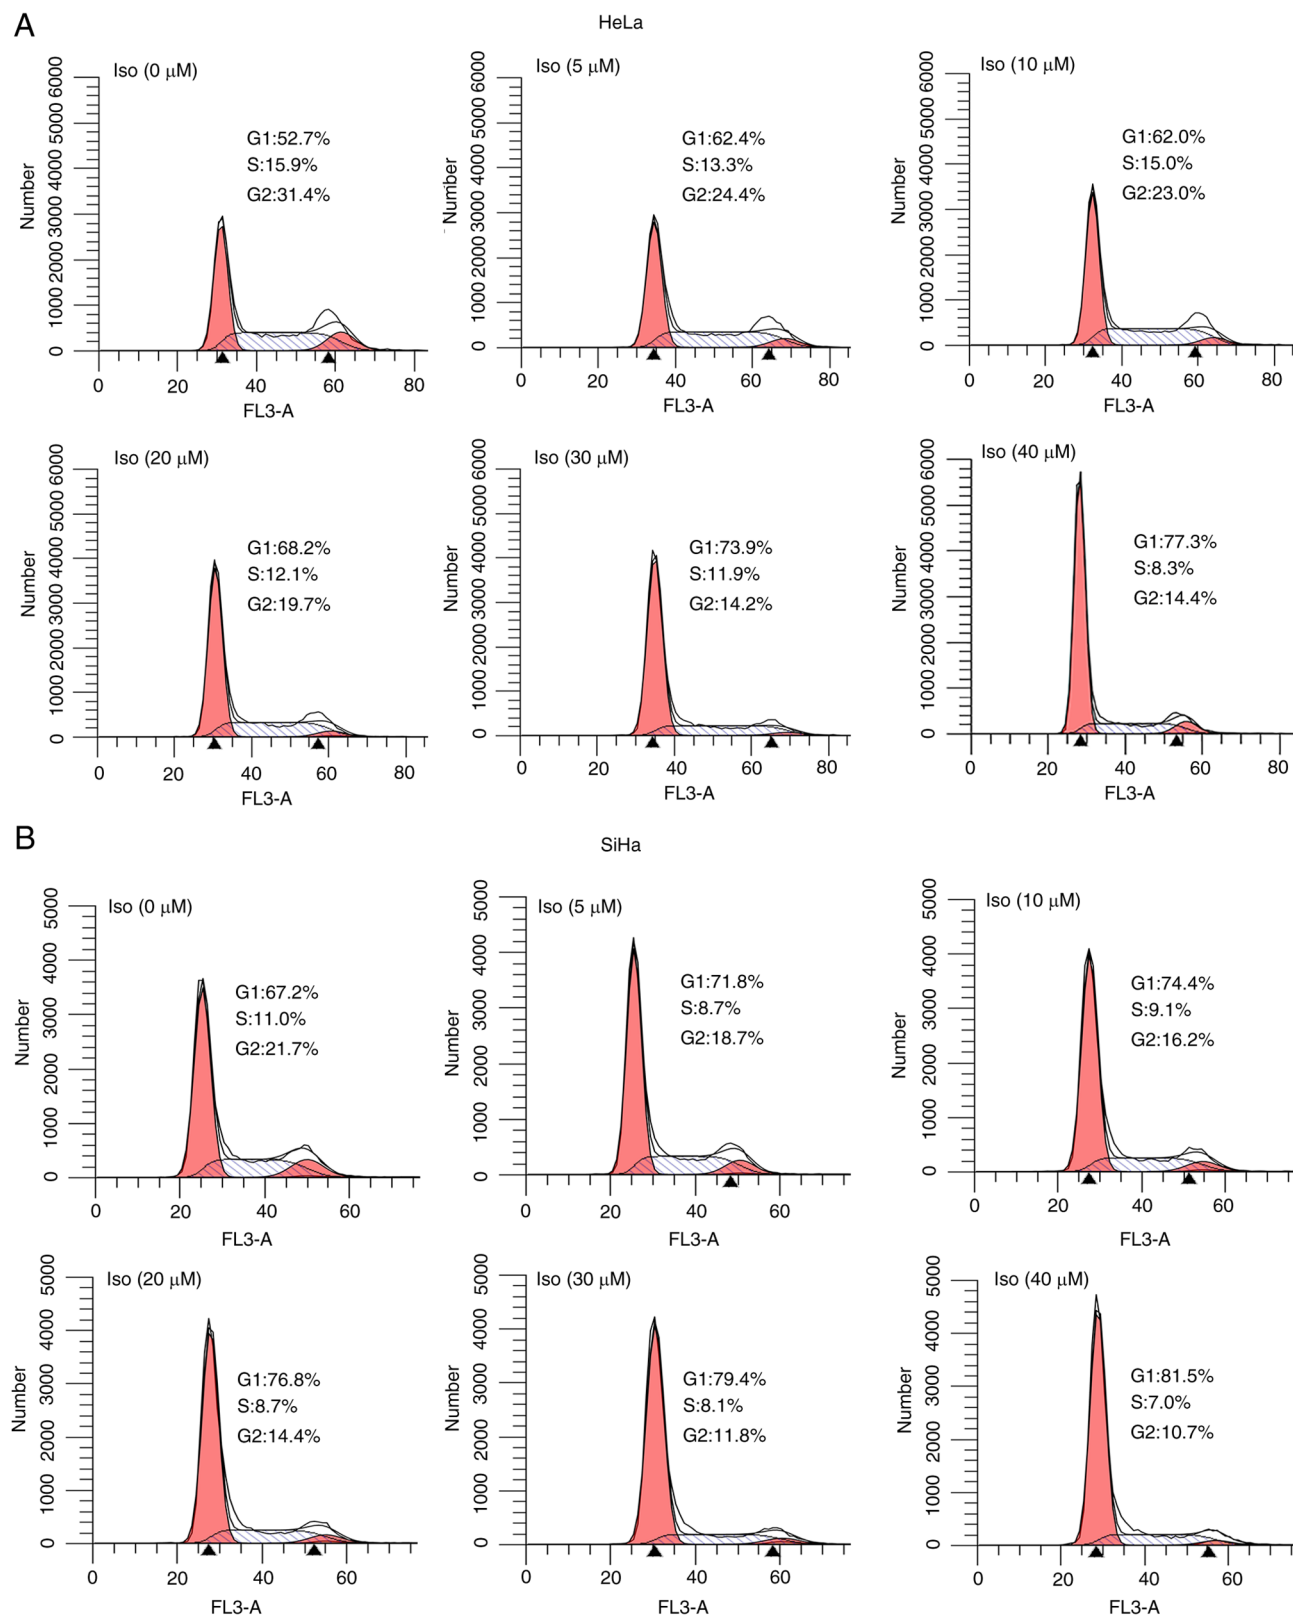 A
HeLa
Iso (0 μM)
G1:52.7%
S:15.9%
G2:31.4%
Number
0 1000 2000 3000 4000 5000 6000
0 20 40 60 80
FL3-A
Iso (5 μM)
G1:62.4%
S:13.3%
G2:24.4%
Number
0 1000 2000 3000 4000 5000 6000
0 20 40 60 80
FL3-A
Iso (10 μM)
G1:62.0%
S:15.0%
G2:23.0%
Number
0 1000 2000 3000 4000 5000 6000
0 20 40 60 80
FL3-A
Iso (20 μM)
G1:68.2%
S:12.1%
G2:19.7%
Number
0 1000 2000 3000 4000 5000 6000
0 20 40 60 80
FL3-A
Iso (30 μM)
G1:73.9%
S:11.9%
G2:14.2%
Number
0 1000 2000 3000 4000 5000 6000
0 20 40 60 80
FL3-A
Iso (40 μM)
G1:77.3%
S:8.3%
G2:14.4%
Number
0 1000 2000 3000 4000 5000 6000
0 20 40 60 80
FL3-A
B
SiHa
Iso (0 μM)
G1:67.2%
S:11.0%
G2:21.7%
Number
0 1000 2000 3000 4000 5000
0 20 40 60
FL3-A
Iso (5 μM)
G1:71.8%
S:8.7%
G2:18.7%
Number
0 1000 2000 3000 4000 5000
0 20 40 60
FL3-A
Iso (10 μM)
G1:74.4%
S:9.1%
G2:16.2%
Number
0 1000 2000 3000 4000 5000
0 20 40 60
FL3-A
Iso (20 μM)
G1:76.8%
S:8.7%
G2:14.4%
Number
0 1000 2000 3000 4000 5000
0 20 40 60
FL3-A
Iso (30 μM)
G1:79.4%
S:8.1%
G2:11.8%
Number
0 1000 2000 3000 4000 5000
0 20 40 60
FL3-A
Iso (40 μM)
G1:81.5%
S:7.0%
G2:10.7%
Number
0 1000 2000 3000 4000 5000
0 20 40 60
FL3-A